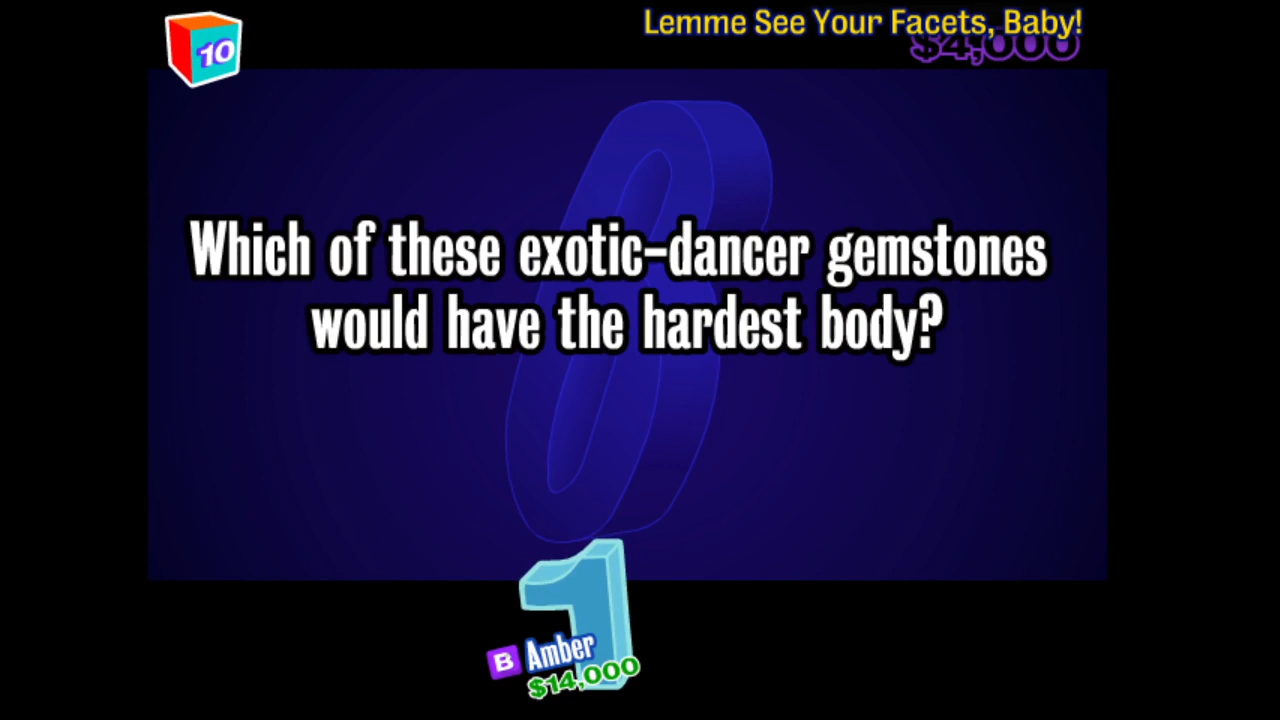 10
Lemme See Your Facets, Baby!
$4,000
Which of these exotic-dancer gemstones
would have the hardest body?
1
B Amber
$14,000